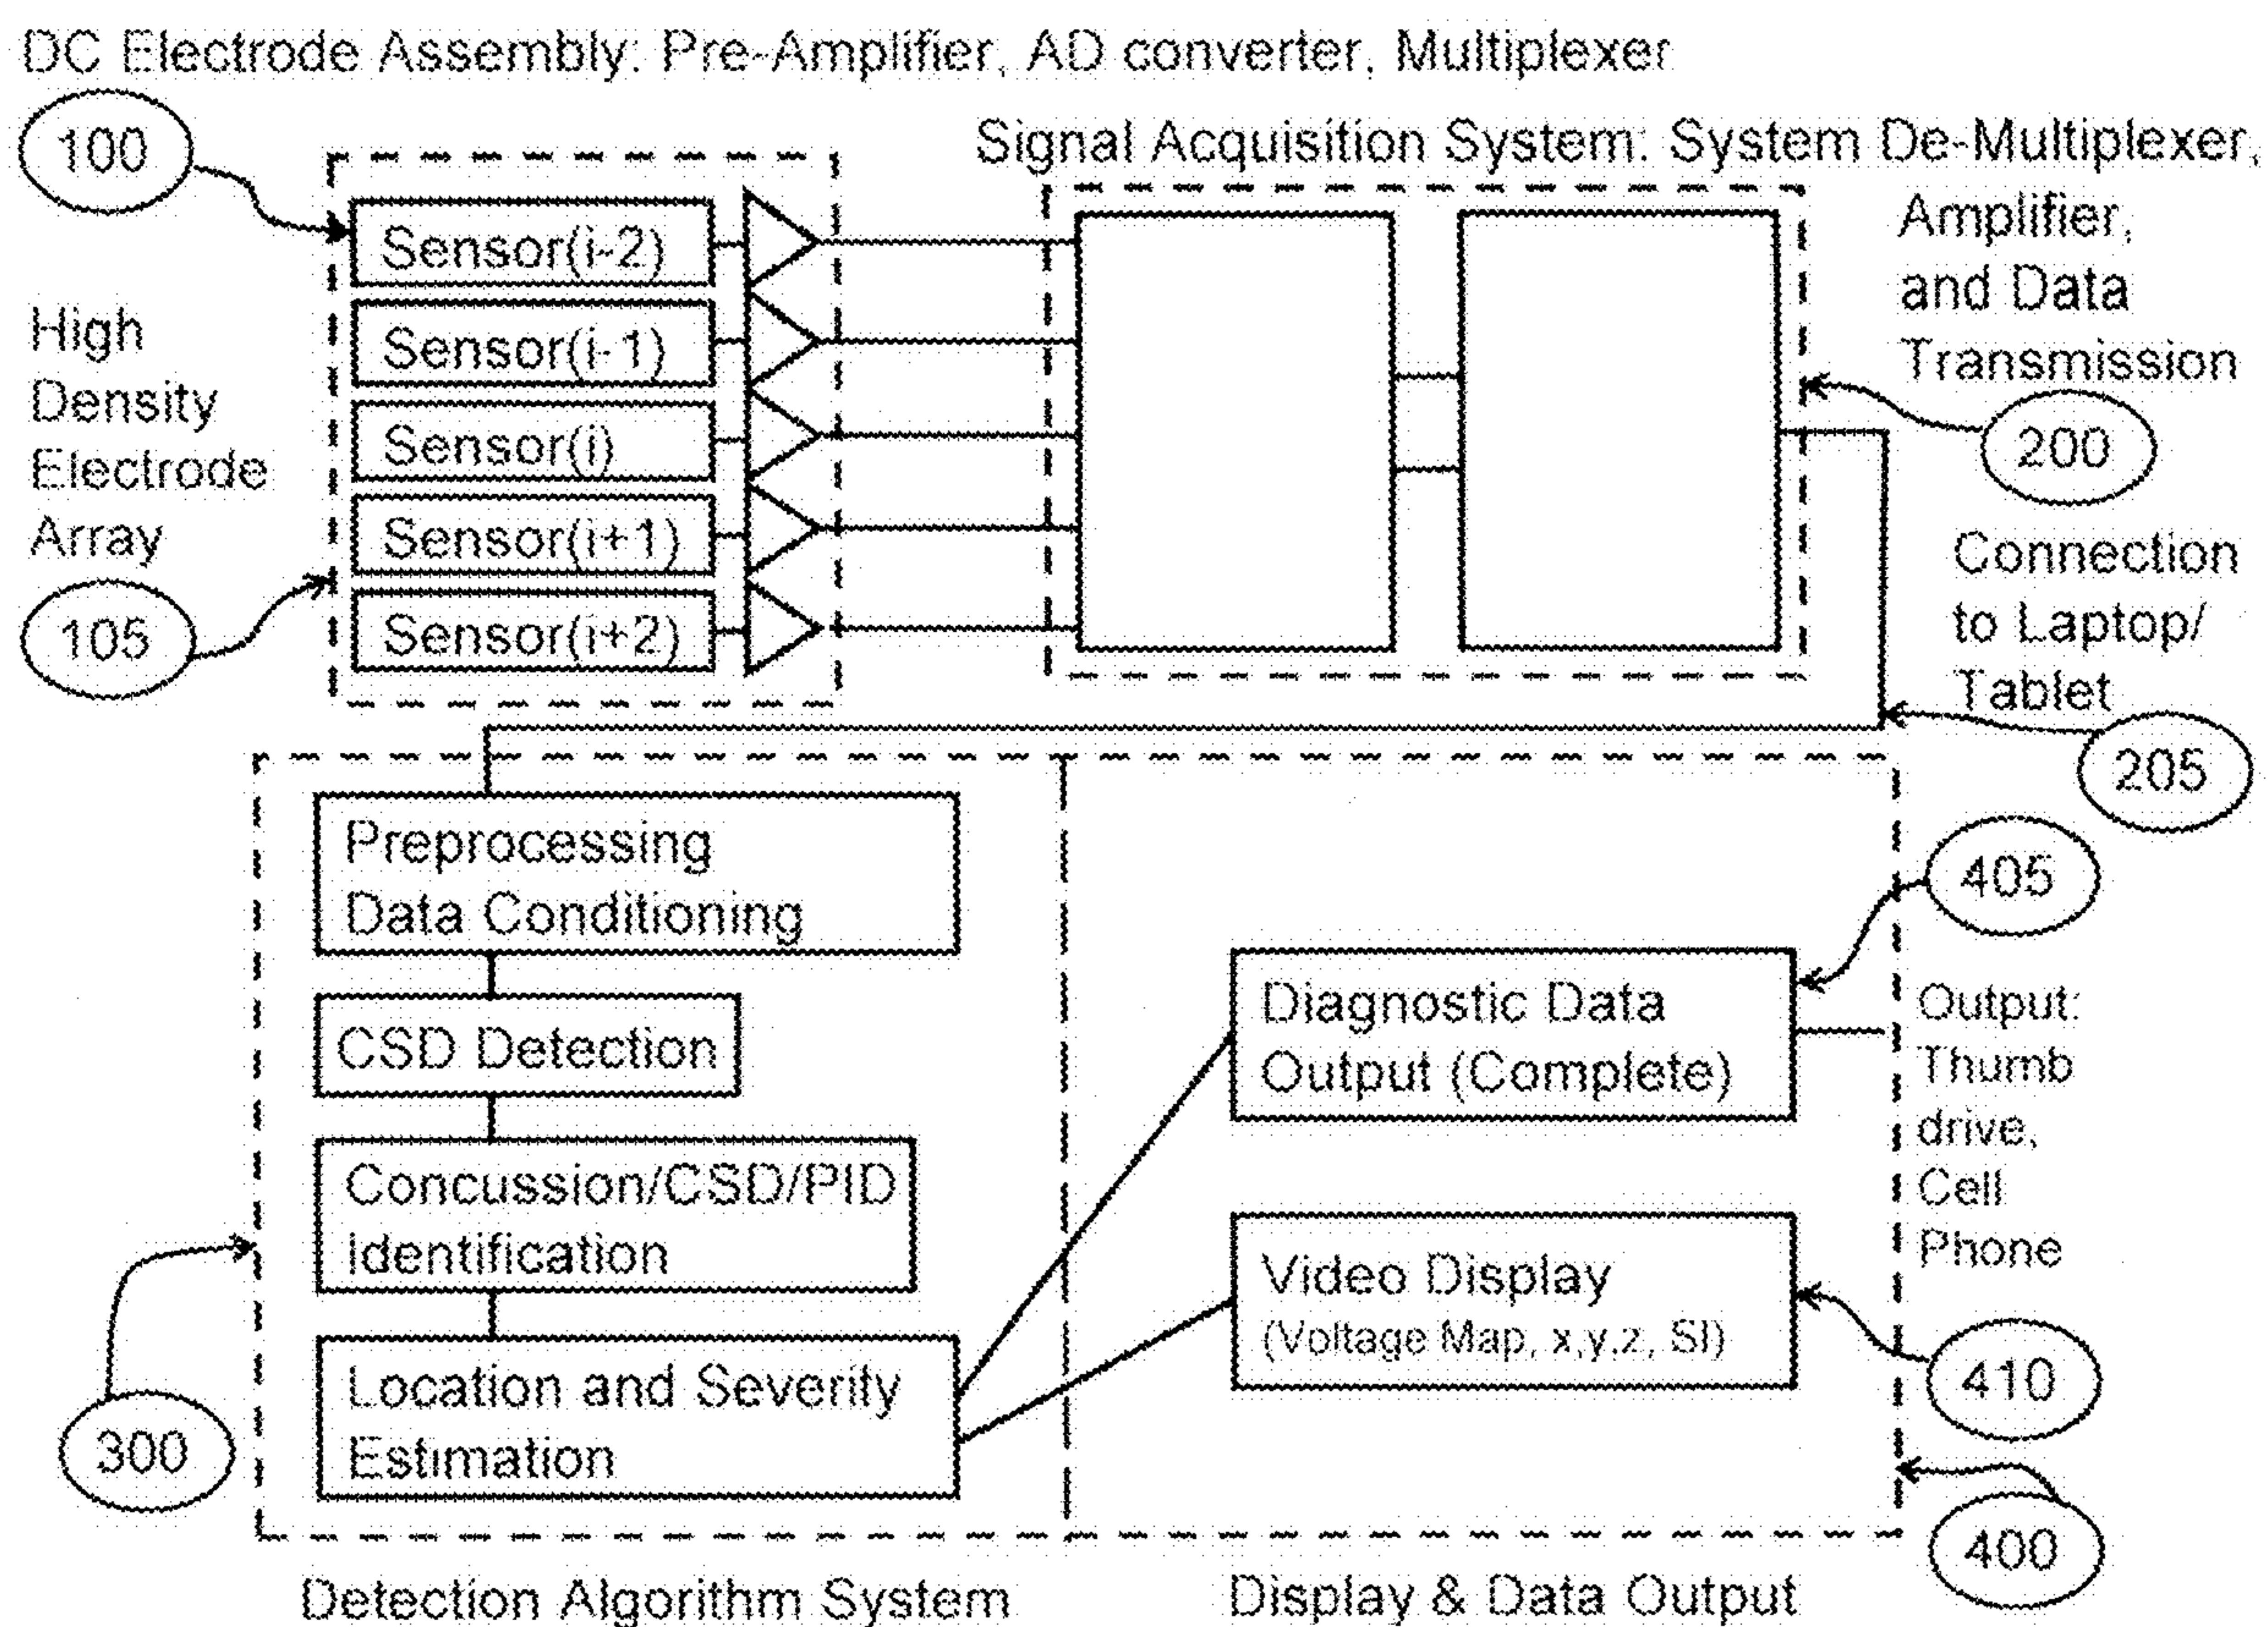 DC Electrode Assembly: Pre-Amplifier, AD converter, Multiplexer
100
Signal Acquisition System: System De-Multiplexer,
Amplifier,
and Data
Transmission
200
High
Density
Electrode
Array
105
Sensor(i-2)
Sensor(i-1)
Sensor(i)
Sensor(i+1)
Sensor(i+2)
Connection
to Laptop/
Tablet
205
Preprocessing
Data Conditioning
CSD Detection
Concussion/CSD/PID
Identification
Location and Severity
Estimation
300
405
Diagnostic Data
Output (Complete)
Output:
Thumb
drive,
Cell
Phone
Video Display
(Voltage Map, x,y.z, SI)
410
400
Detection Algorithm System
Display & Data Output